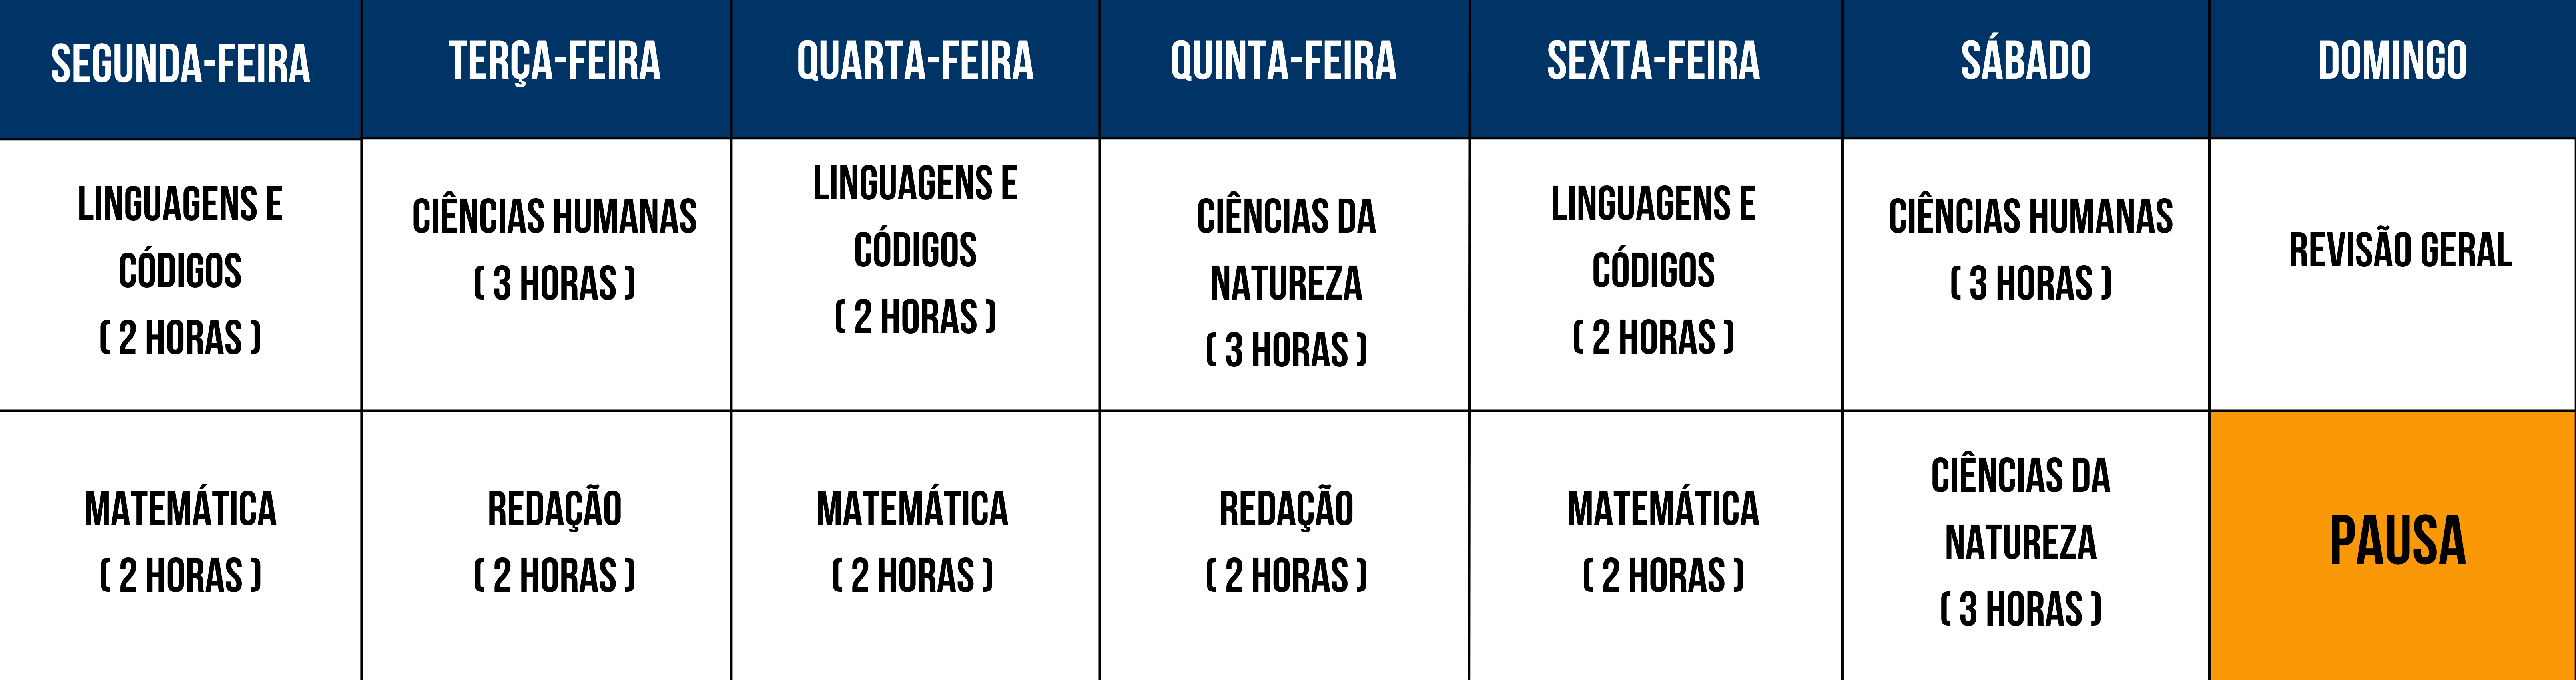 SEGUNDA-FEIRA
TERÇA-FEIRA
QUARTA-FEIRA
QUINTA-FEIRA
SEXTA-FEIRA
SÁBADO
DOMINGO
LINGUAGENS E
CÓDIGOS
( 2 HORAS )
CIÊNCIAS HUMANAS
( 3 HORAS )
LINGUAGENS E
CÓDIGOS
( 2 HORAS )
CIÊNCIAS DA
NATUREZA
( 3 HORAS )
LINGUAGENS E
CÓDIGOS
( 2 HORAS )
CIÊNCIAS HUMANAS
( 3 HORAS )
REVISÃO GERAL
MATEMÁTICA
( 2 HORAS )
REDAÇÃO
( 2 HORAS )
MATEMÁTICA
( 2 HORAS )
REDAÇÃO
( 2 HORAS )
MATEMÁTICA
( 2 HORAS )
CIÊNCIAS DA
NATUREZA
( 3 HORAS )
PAUSA